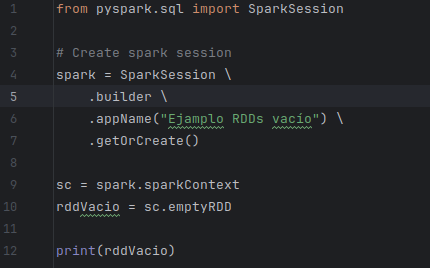 1 from pyspark.sql import SparkSession
2
3 # Create spark session
4 spark = SparkSession \
5     .builder \
6     .appName("Ejamplo RDDs vacío") \
7     .getOrCreate()
8
9 sc = spark.sparkContext
10 rddVacio = sc.emptyRDD
11
12 print(rddVacio)